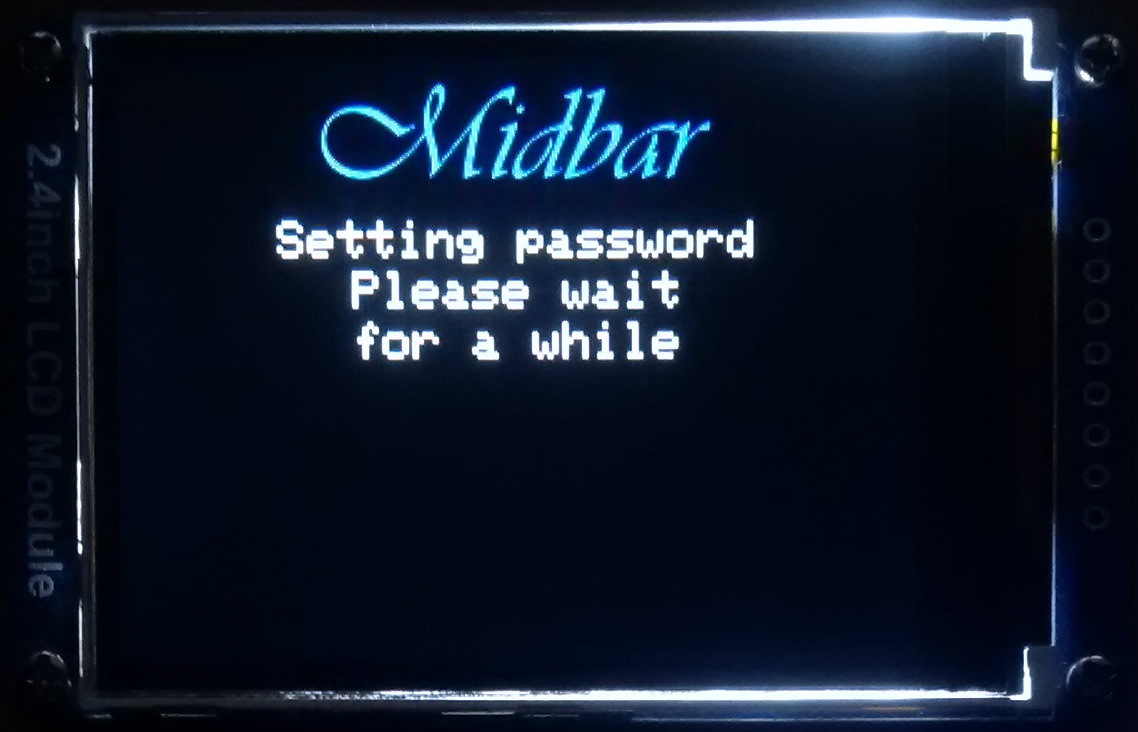 Midbar
Setting password
Please wait
for a while
2.4inch LCD Module